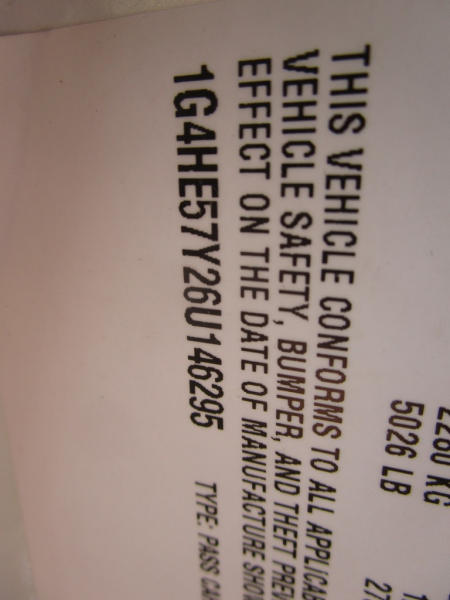 2280 KG
5026 LB
THIS VEHICLE CONFORMS TO ALL
VEHICLE SAFETY, BUMPER, AND THEFT
EFFECT ON THE DATE OF MANUFACTURE
1G4HE57Y26U146295 TYPE: PASS CAR